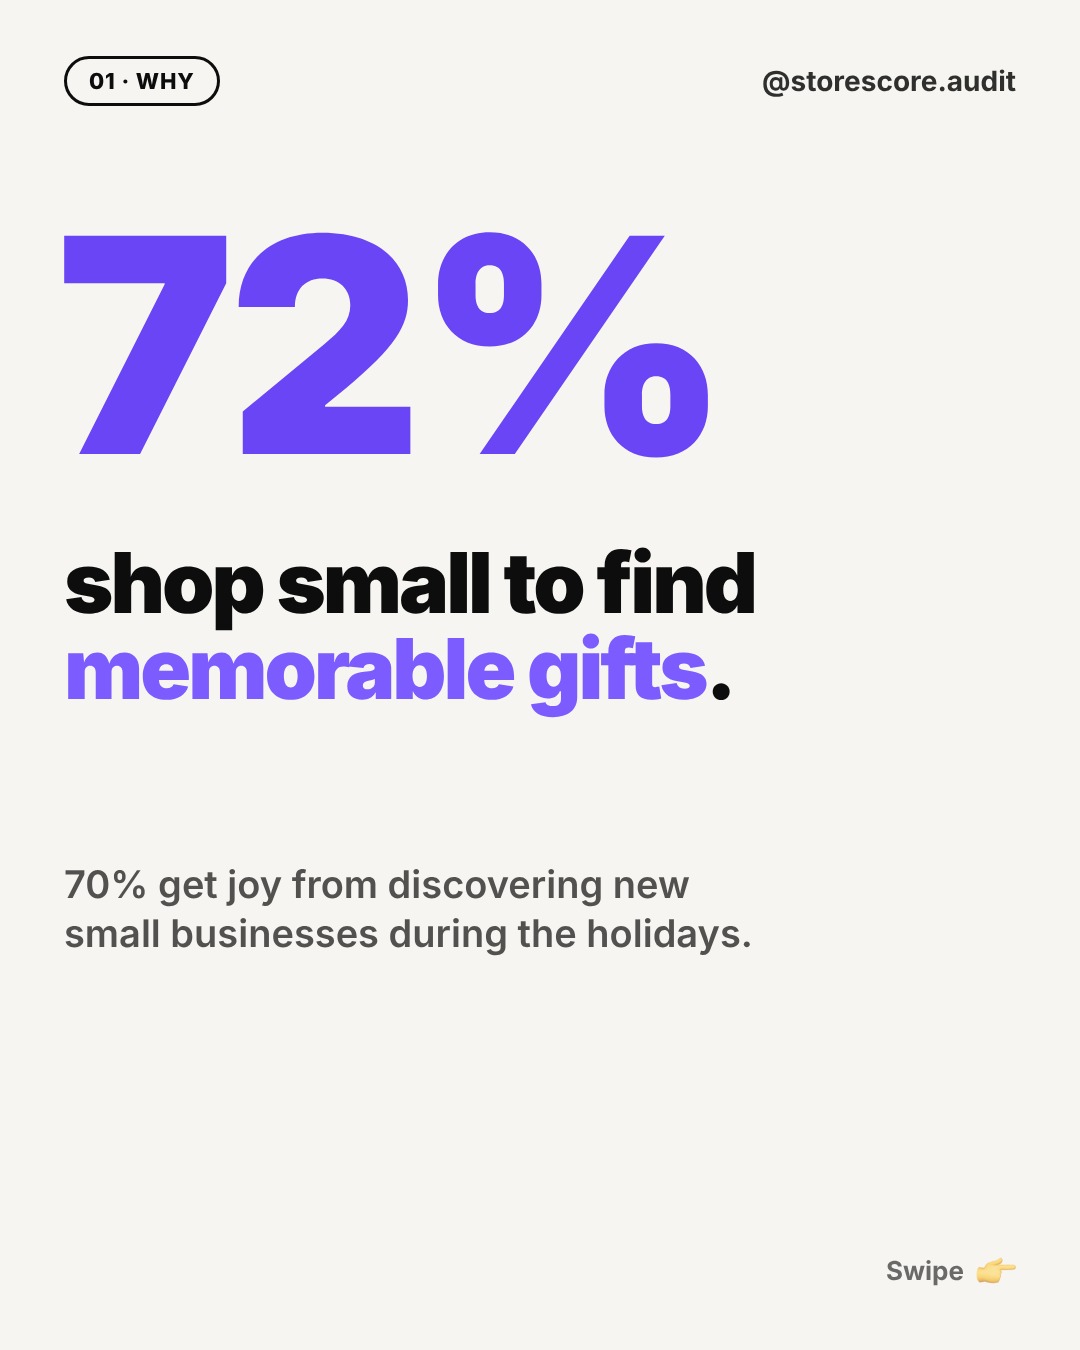 01 · WHY
@storescore.audit
72%
shop small to find
memorable gifts.
70% get joy from discovering new
small businesses during the holidays.
Swipe 👉